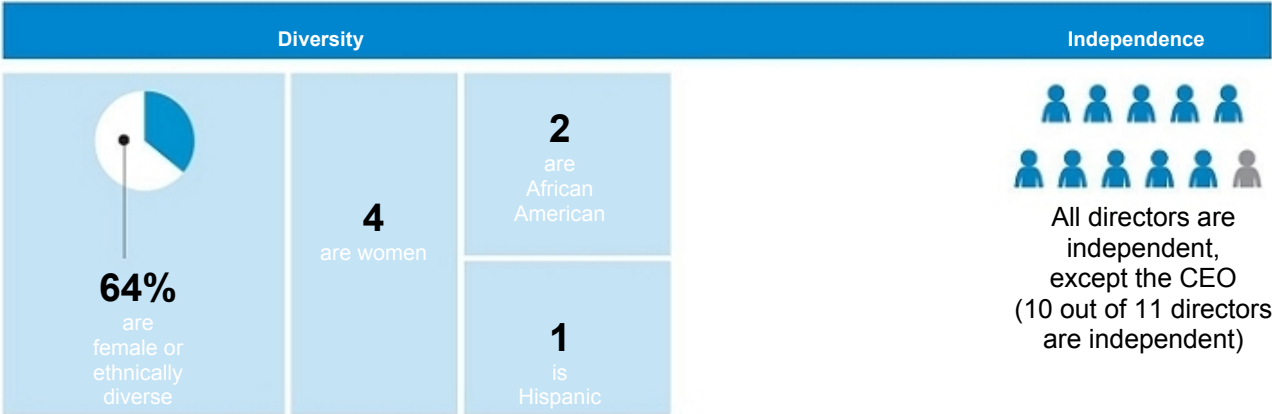 Diversity
Independence
64%
are
female or
ethnically
diverse
4
are women
2
are
African
American
1
is
Hispanic
All directors are
independent,
except the CEO
(10 out of 11 directors
are independent)